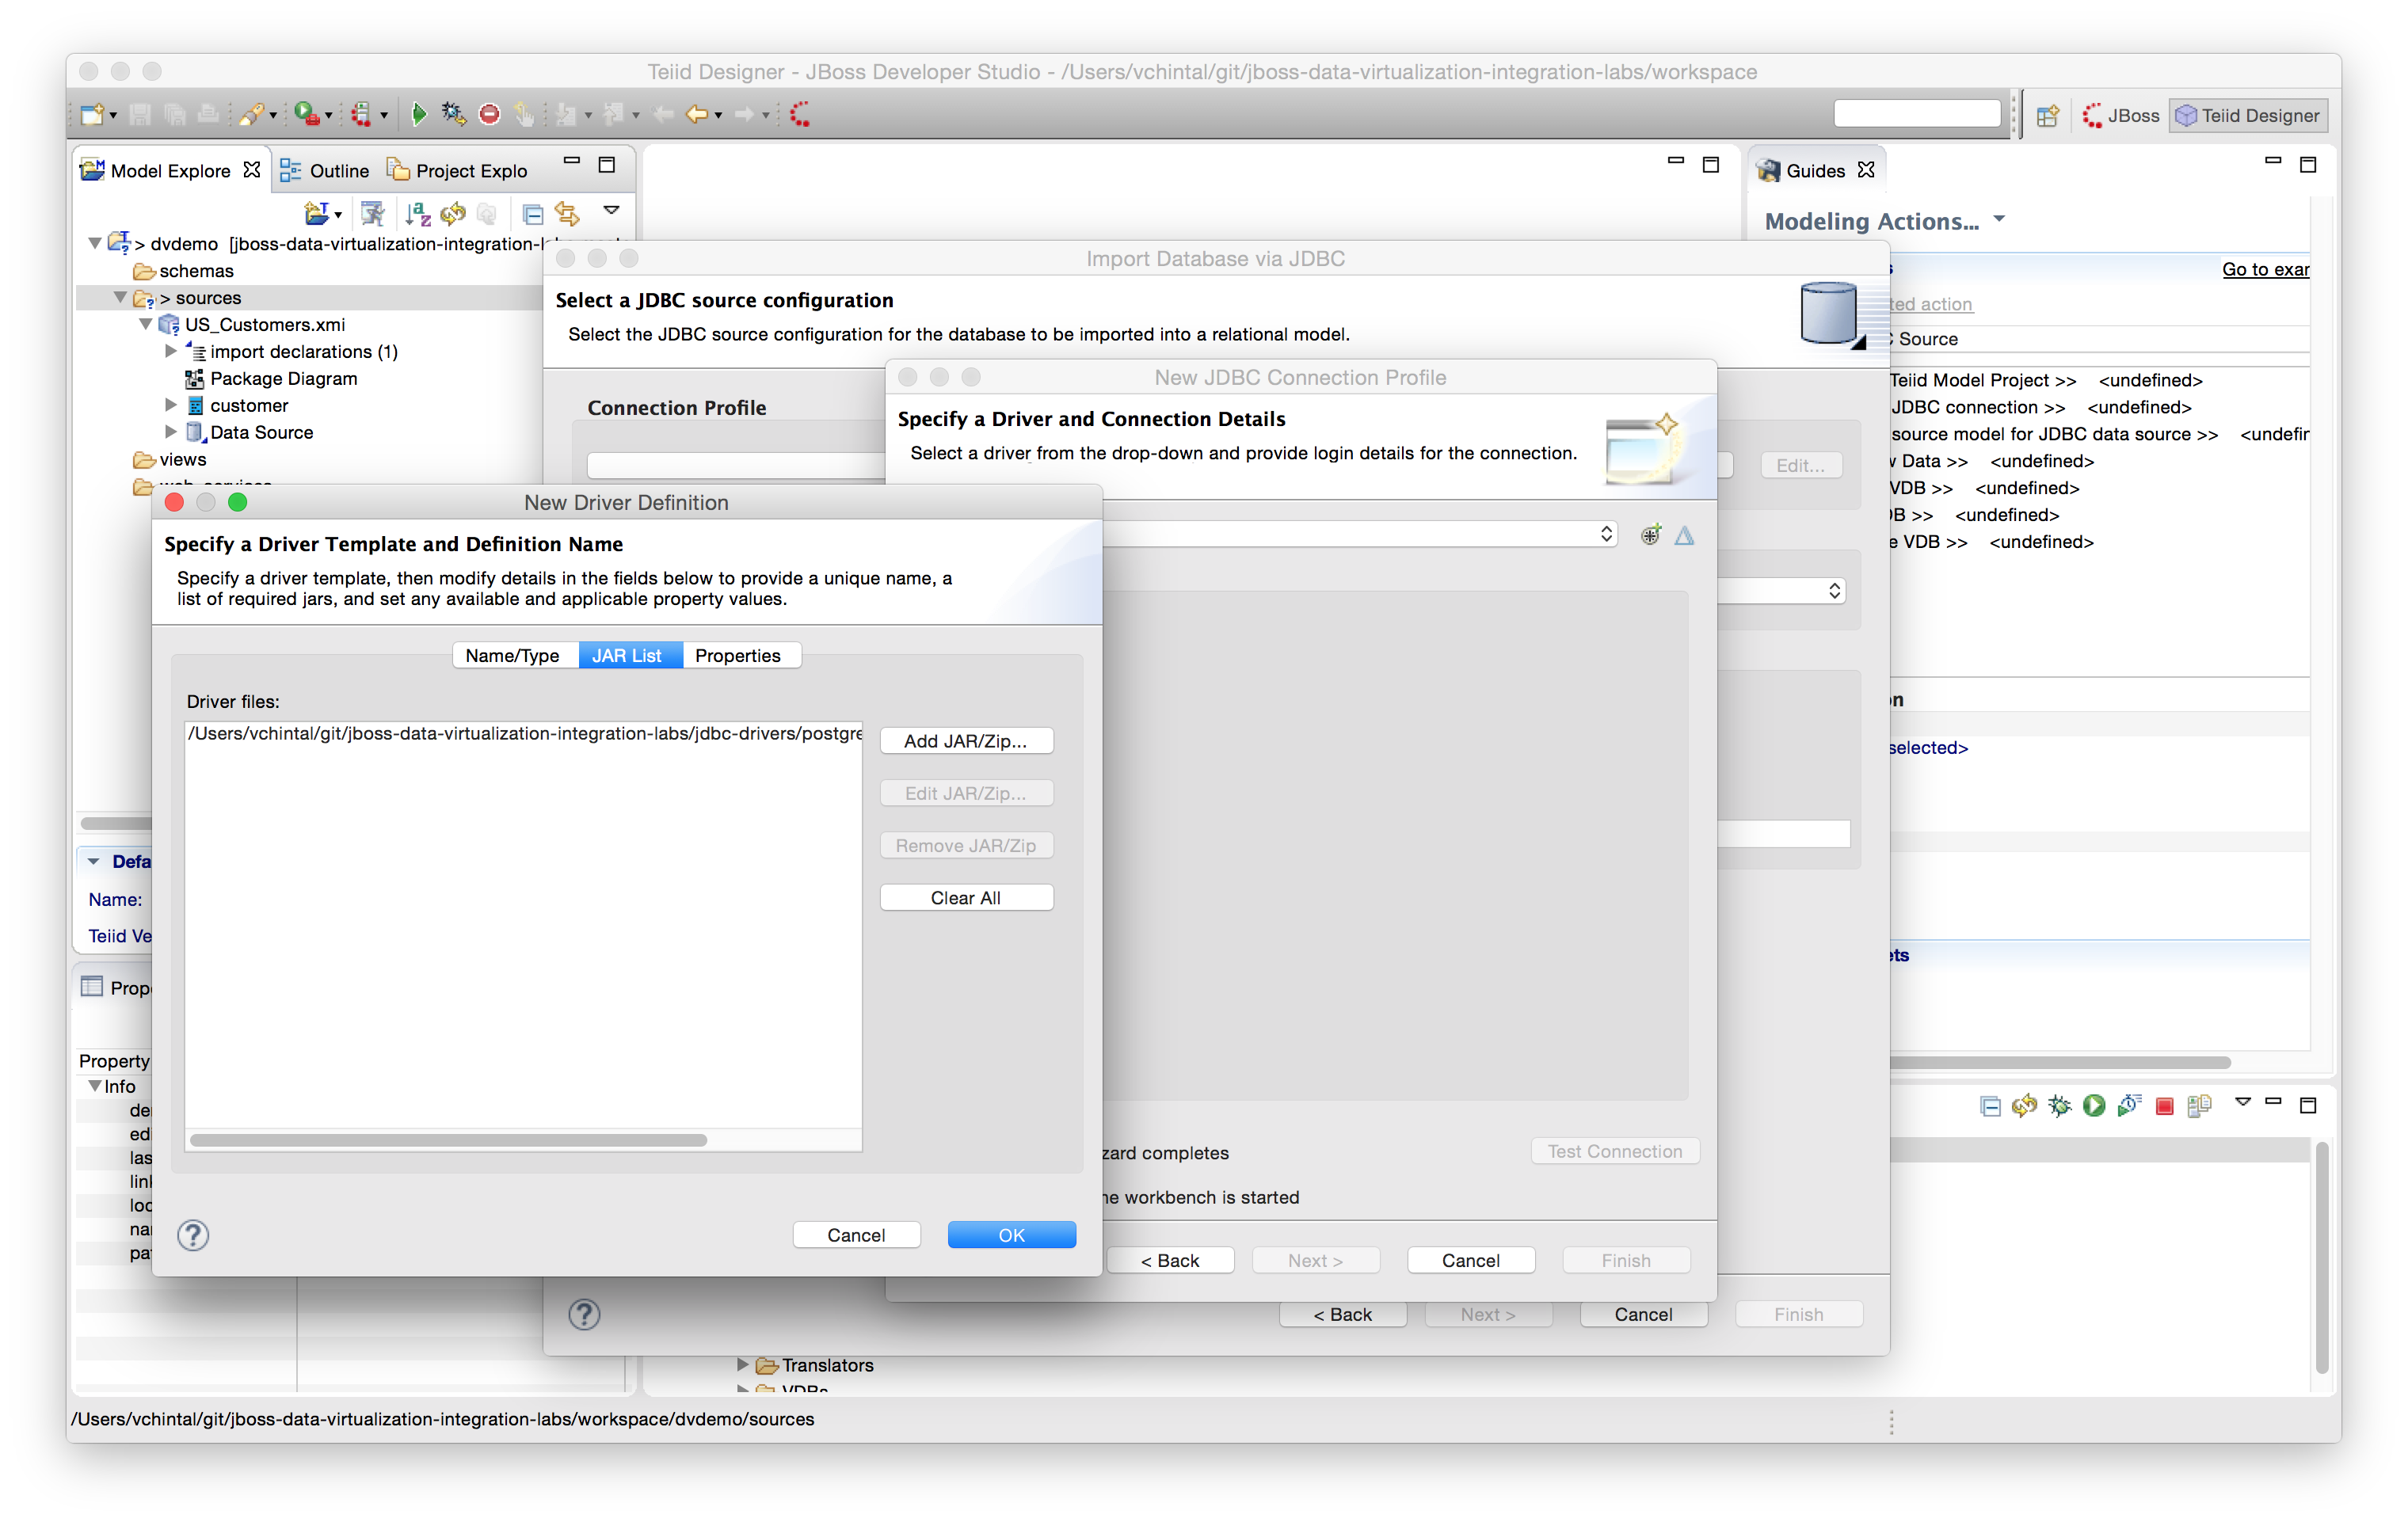 Teiid Designer - JBoss Developer Studio - /Users/vchintal/git/jboss-data-virtualization-integration-labs/workspace
JBoss
Teiid Designer
Model Explore
Outline
Project Explo
Guides
Modeling Actions...
> dvdemo [jboss-data-virtualization-integration-l
schemas
> sources
US_Customers.xmi
import declarations (1)
Package Diagram
customer
Data Source
views
Import Database via JDBC
Select a JDBC source configuration
Select the JDBC source configuration for the database to be imported into a relational model.
Connection Profile
Edit...
Go to exar
ted action
Source
Teiid Model Project >> <undefined>
JDBC connection >> <undefined>
source model for JDBC data source >> <undefir
Data >> <undefined>
VDB >> <undefined>
B >> <undefined>
e VDB >> <undefined>
selected>
New JDBC Connection Profile
Specify a Driver and Connection Details
Select a driver from the drop-down and provide login details for the connection.
New Driver Definition
Specify a Driver Template and Definition Name
Specify a driver template, then modify details in the fields below to provide a unique name, a
list of required jars, and set any available and applicable property values.
Name/Type
JAR List
Properties
Driver files:
/Users/vchintal/git/jboss-data-virtualization-integration-labs/jdbc-drivers/postgre
Add JAR/Zip...
Edit JAR/Zip...
Remove JAR/Zip
Clear All
Cancel
OK
Defa
Name:
Teiid Ve
Prope
Property
Info
de
edi
las
link
loc
nar
pat
zard completes
Test Connection
he workbench is started
< Back
Next >
Cancel
Finish
< Back
Next >
Cancel
Finish
Translators
VDBs
/Users/vchintal/git/jboss-data-virtualization-integration-labs/workspace/dvdemo/sources